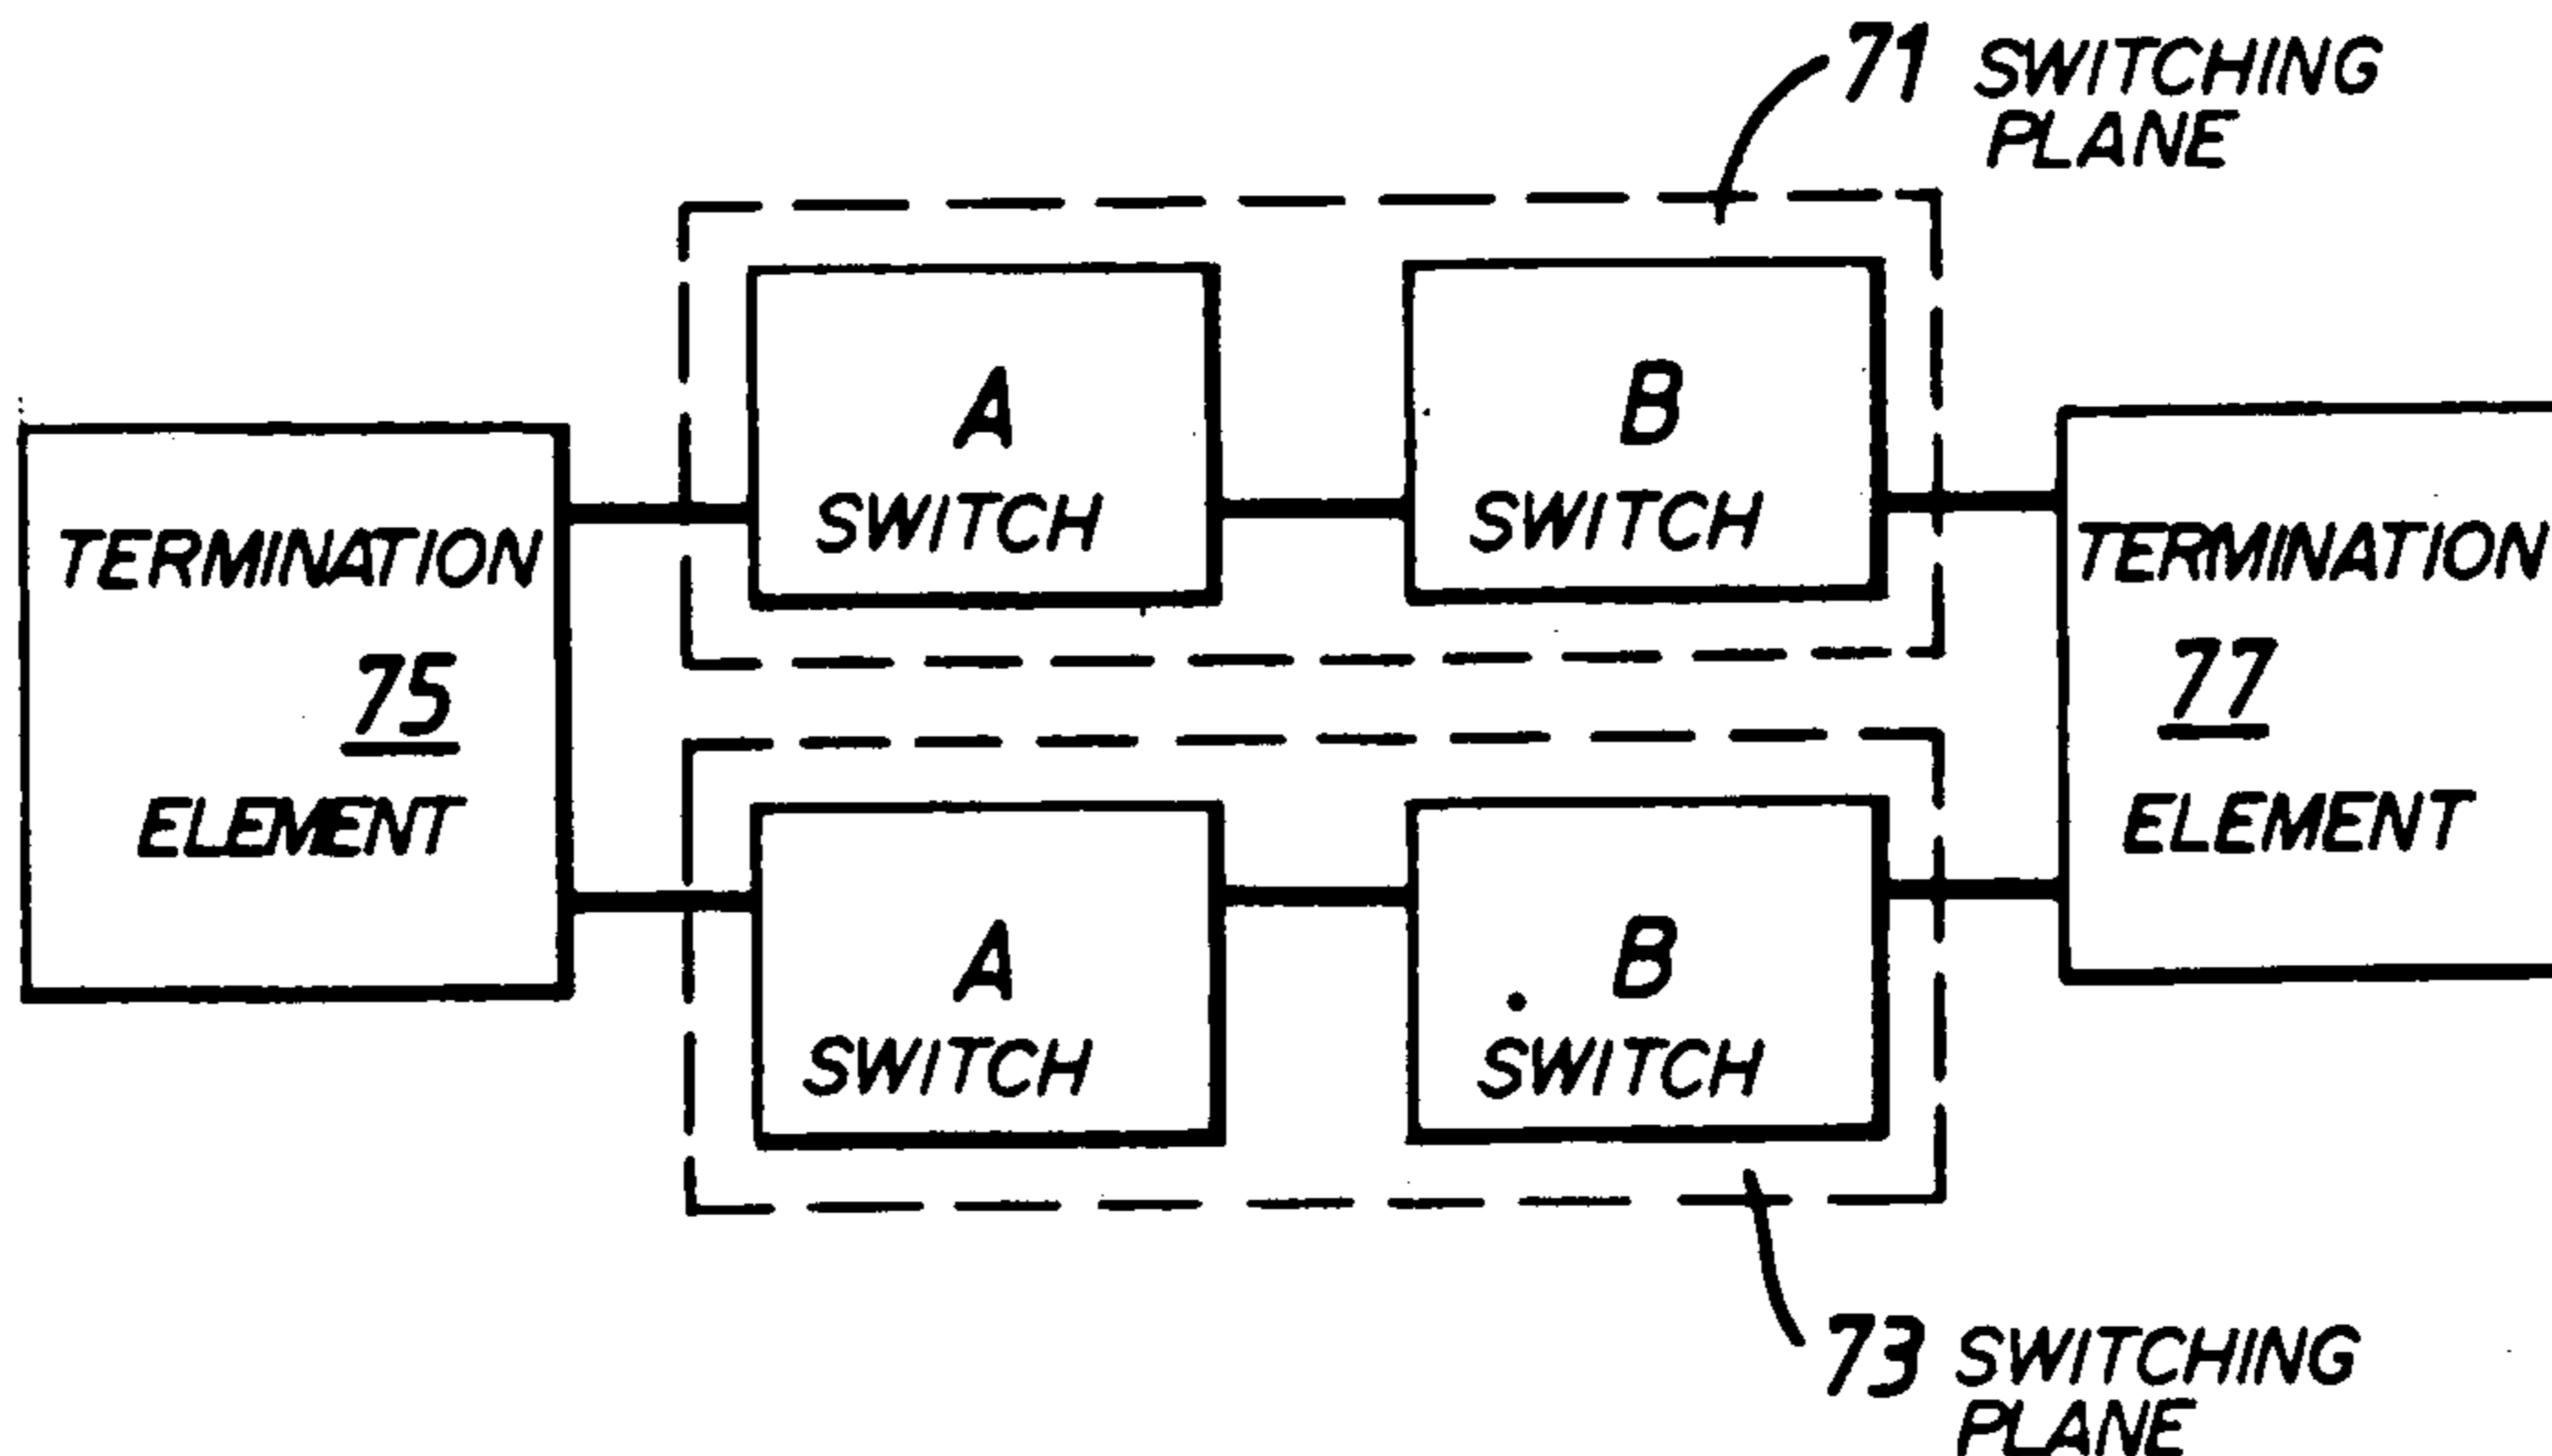 71 SWITCHING
PLANE
A
SWITCH
B
SWITCH
TERMINATION
75
ELEMENT
TERMINATION
77
ELEMENT
A
SWITCH
B
SWITCH
73 SWITCHING
PLANE